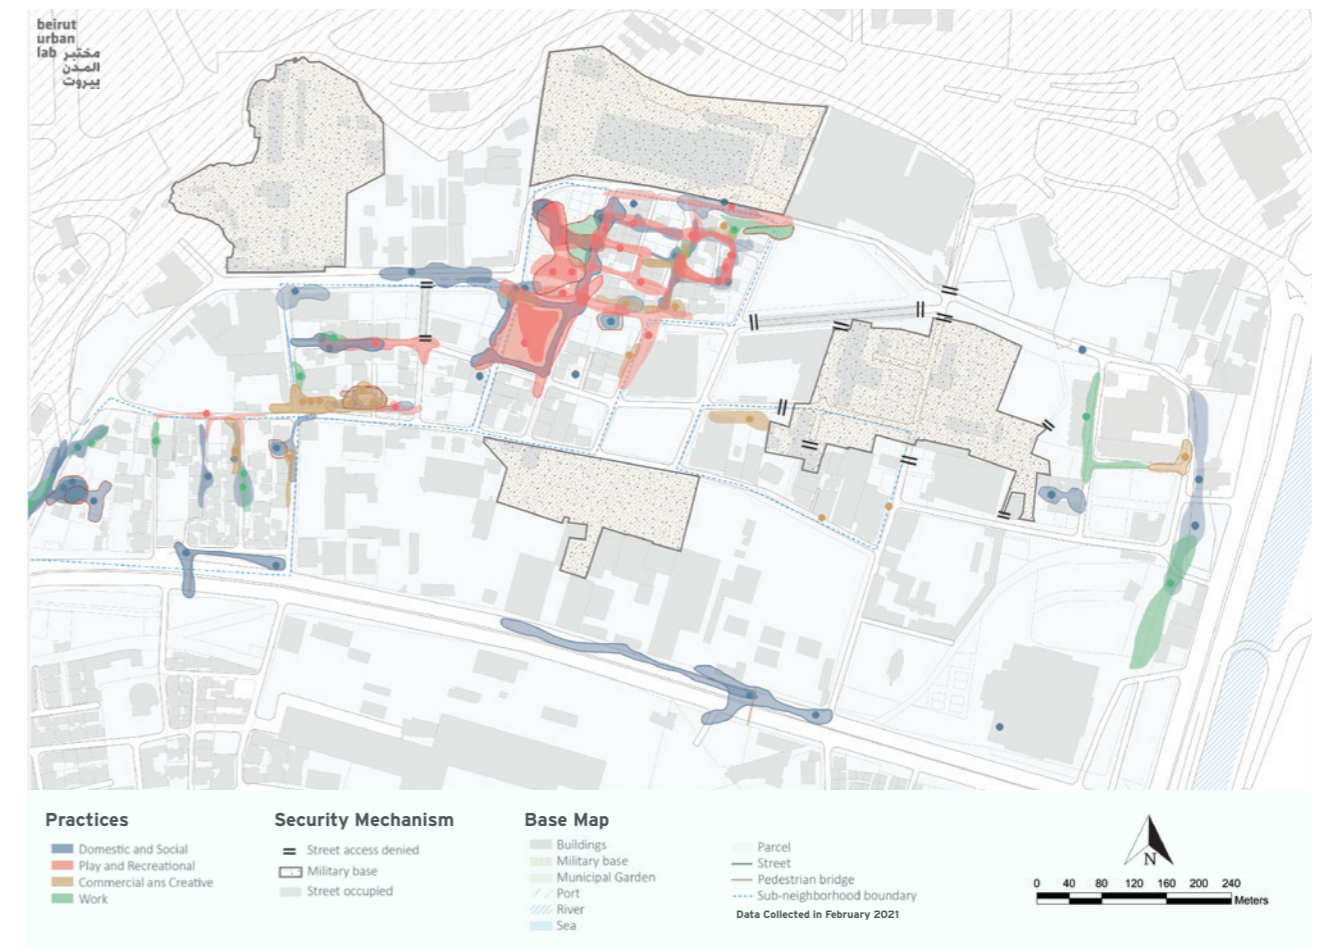 beirut
urban
lab مختبر
المدن
بيروت
Practices
Domestic and Social
Play and Recreational
Commercial ans Creative
Work
Security Mechanism
Street access denied
Military base
Street occupied
Base Map
Buildings
Military base
Municipal Garden
Port
River
Sea
Parcel
Street
Pedestrian bridge
Sub-neighborhood boundary
Data Collected in February 2021
N
0 40 80 120 160 200 240
Meters